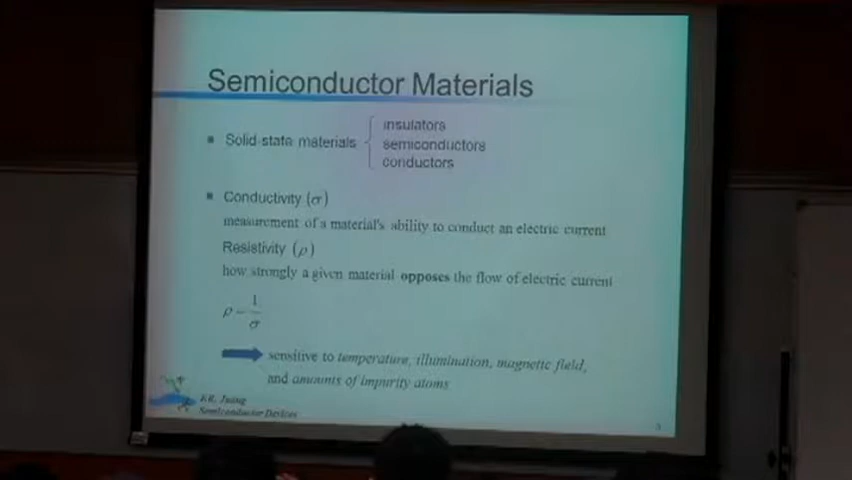 Semiconductor Materials
Solid-state materials
insulators
semiconductors
conductors
Conductivity (σ)
measurement of a material's ability to conduct an electric current
Resistivity (ρ)
how strongly a given material opposes the flow of electric current
ρ = 1/σ
sensitive to temperature, illumination, magnetic field,
and amounts of impurity atoms
Semiconductor Devices